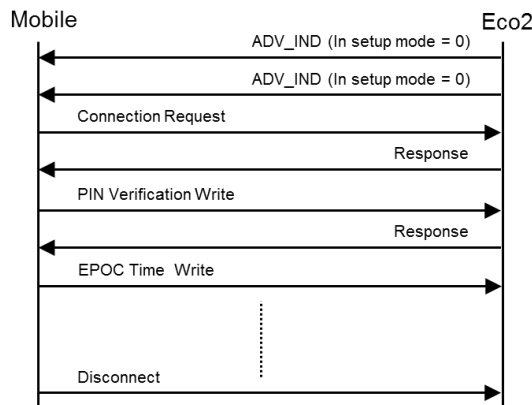 Mobile
Eco2
ADV_IND (In setup mode = 0)
ADV_IND (In setup mode = 0)
Connection Request
Response
PIN Verification Write
Response
EPOC Time Write
Disconnect